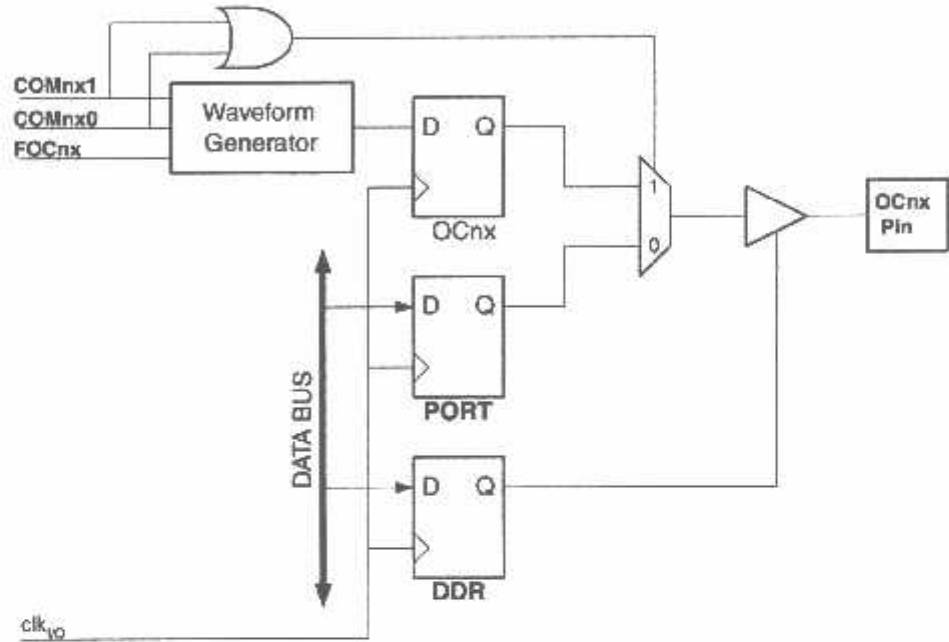 COMnx1
COMnx0
FOCnx
Waveform
Generator
D Q
OCnx
1
0
OCnx
Pin
D Q
PORT
DATA BUS
D Q
DDR
clkI/O